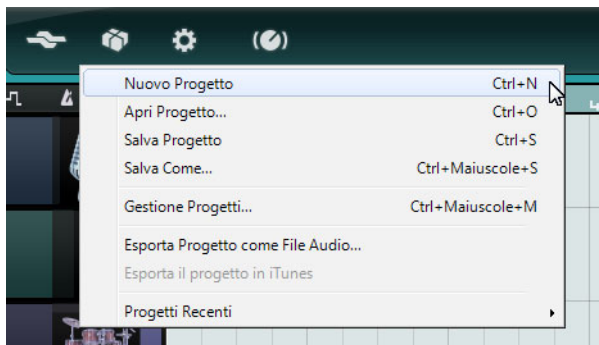 Nuovo Progetto Ctrl+N
Apri Progetto... Ctrl+O
Salva Progetto Ctrl+S
Salva Come... Ctrl+Maiuscole+S
Gestione Progetti... Ctrl+Maiuscole+M
Esporta Progetto come File Audio...
Esporta il progetto in iTunes
Progetti Recenti